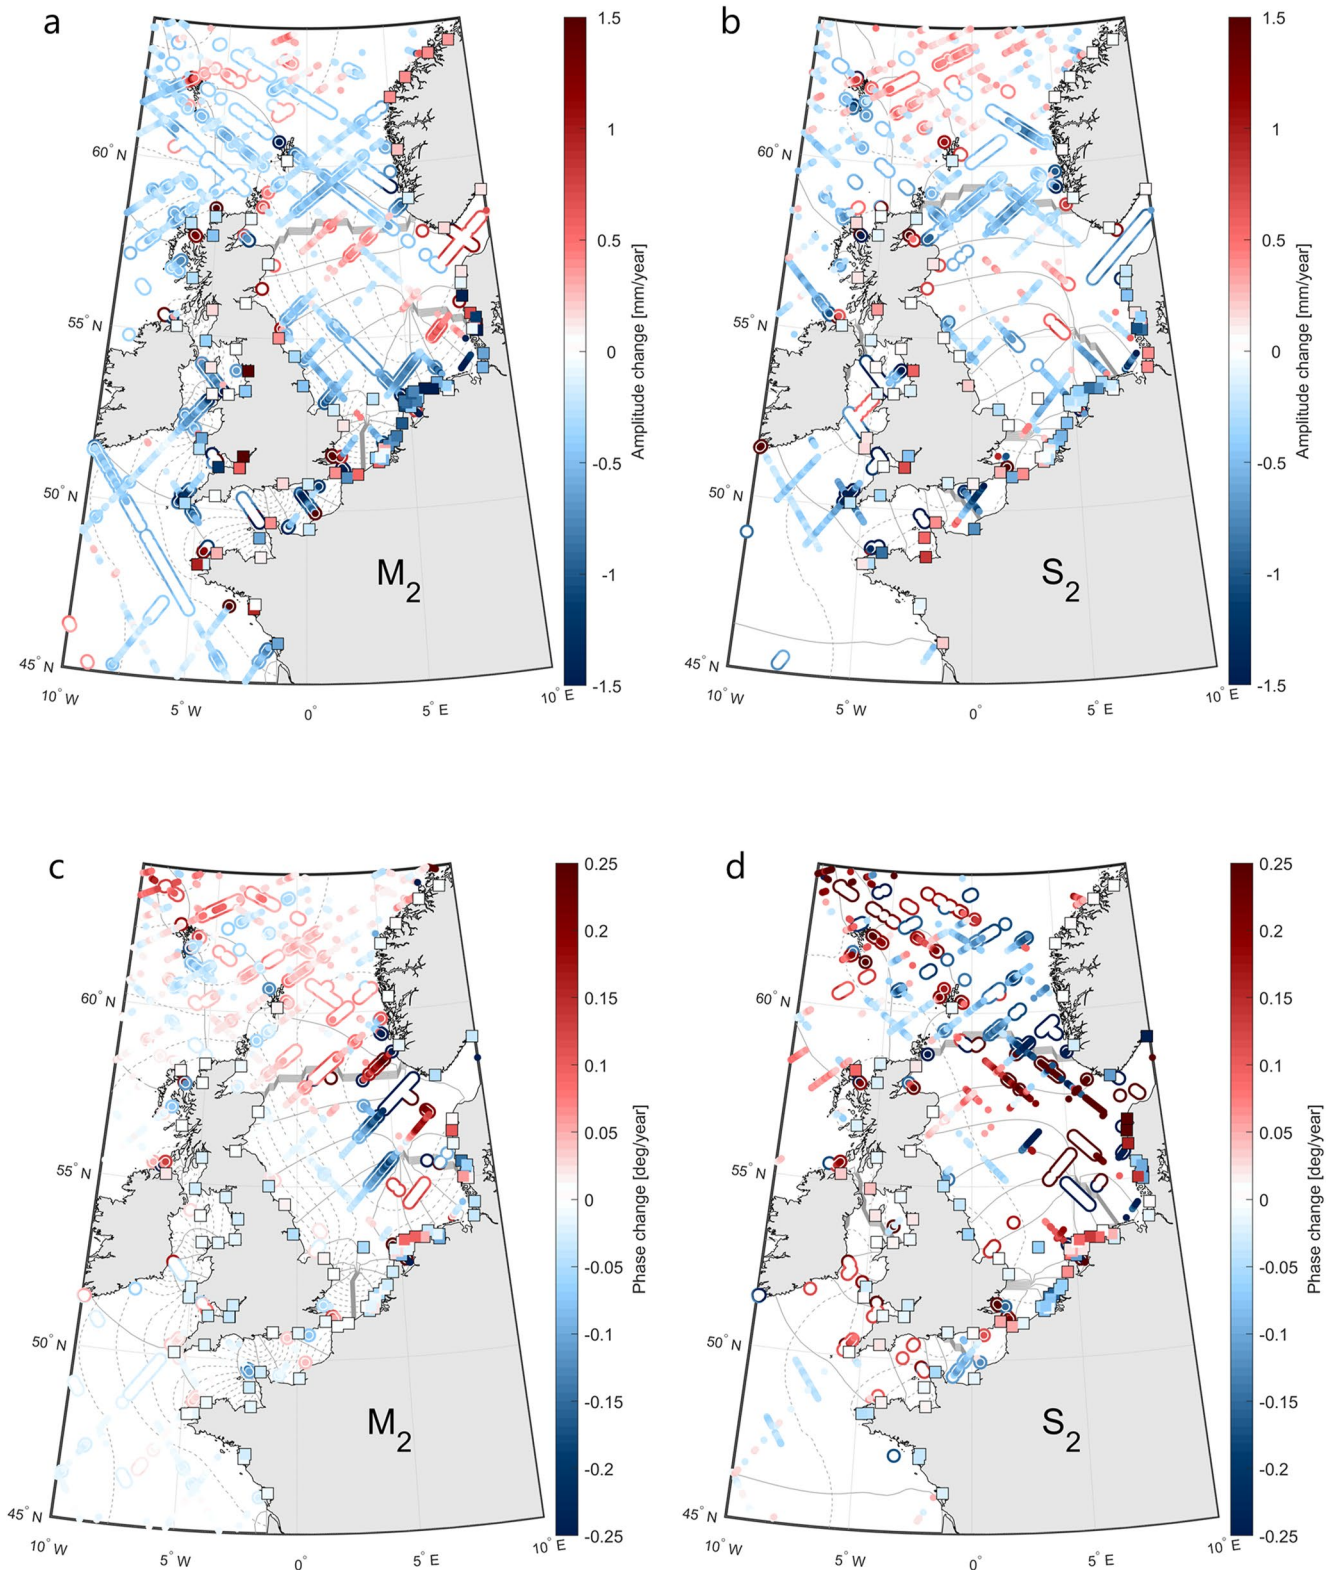 a
60° N
55° N
50° N
45° N
10° W
5° W
0°
5° E
10° E
M2
1.5
1
0.5
0
-0.5
-1
-1.5
Amplitude change [mm/year]
b
60° N
55° N
50° N
45° N
10° W
5° W
0°
5° E
10° E
S2
1.5
1
0.5
0
-0.5
-1
-1.5
Amplitude change [mm/year]
c
60° N
55° N
50° N
45° N
10° W
5° W
0°
5° E
10° E
M2
0.25
0.2
0.15
0.1
0.05
0
-0.05
-0.1
-0.15
-0.2
-0.25
Phase change [deg/year]
d
60° N
55° N
50° N
45° N
10° W
5° W
0°
5° E
10° E
S2
0.25
0.2
0.15
0.1
0.05
0
-0.05
-0.1
-0.15
-0.2
-0.25
Phase change [deg/year]